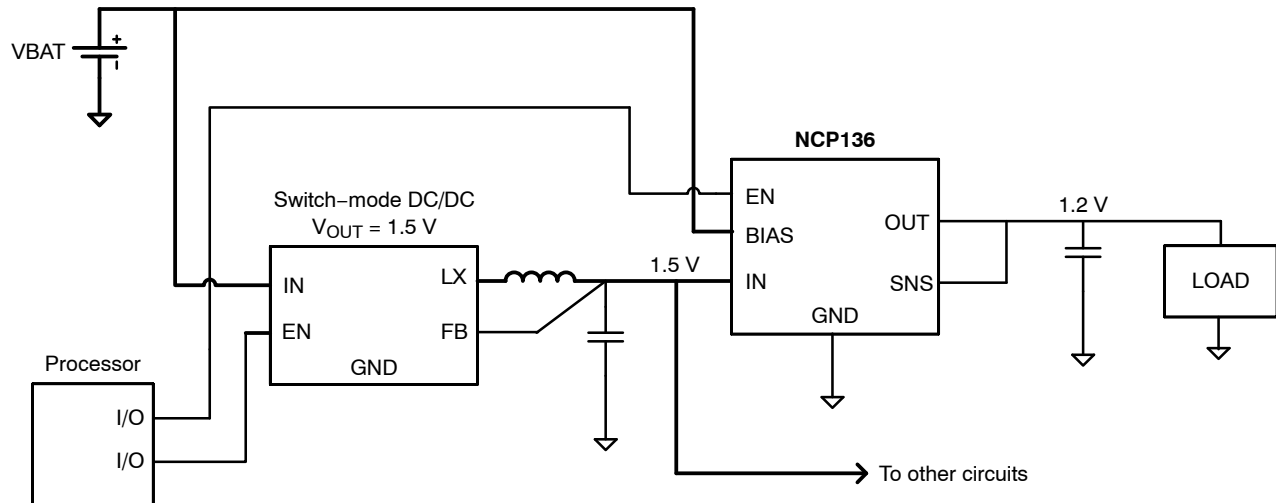 VBAT
+
NCP136
EN
BIAS
IN
OUT
SNS
GND
1.2 V
LOAD
Switch−mode DC/DC
VOUT = 1.5 V
IN
EN
LX
FB
GND
1.5 V
Processor
I/O
I/O
To other circuits